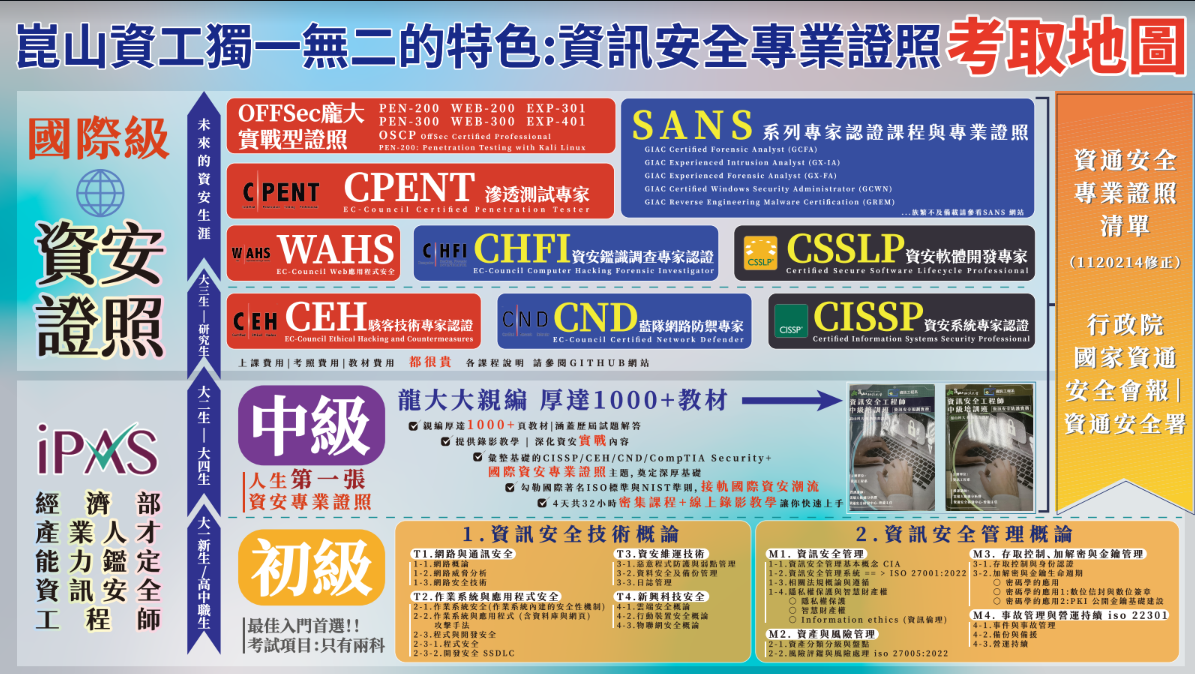 崑山資工獨一無二的特色:資訊安全專業證照考取地圖
國際級
資安
證照
未來的資安生涯
大三生—研究生
大二生—大四生
大一新生/高中職生
OFFSec龐大
實戰型證照
PEN-200 WEB-200 EXP-301
PEN-300 WEB-300 EXP-401
OSCP OffSec Certified Professional
PEN-200: Penetration Testing with Kali Linux
SANS 系列專家認證課程與專業證照
GIAC Certified Forensic Analyst (GCFA)
GIAC Experienced Intrusion Analyst (GX-IA)
GIAC Experienced Forensic Analyst (GX-FA)
GIAC Certified Windows Security Administrator (GCWN)
GIAC Reverse Engineering Malware Certification (GREM)
...族繁不及備載請參看SANS 網站
C|PENT
CPENT 滲透測試專家
EC-Council Certified Penetration Tester
W|AHS
WAHS
EC-Council Web應用程式安全
C|HFI
CHFI 資安鑑識調查專家認證
EC-Council Computer Hacking Forensic Investigator
CSSLP
CSSLP 資安軟體開發專家
Certified Secure Software Lifecycle Professional
C|EH
CEH 駭客技術專家認證
EC-Council Ethical Hacking and Countermeasures
C|ND
CND 藍隊網路防禦專家
EC-Council Certified Network Defender
CISSP
CISSP 資安系統專家認證
Certified Information Systems Security Professional
上課費用|考照費用|教材費用 都很貴 各課程說明 請參閱GITHUB網站
資通安全
專業證照
清單
(1120214修正)
行政院
國家資通
安全會報|
資通安全署
iPAS
經濟部
產業人才
能力鑑定
資訊安全
工程師
中級
人生第一張
資安專業證照
龍大大親編 厚達1000+教材
親編厚達1000+頁教材|涵蓋歷屆試題解答
提供錄影教學 | 深化資安實戰內容
彙整基礎的CISSP/CEH/CND/CompTIA Security+
國際資安專業證照主題,奠定深厚基礎
勾勒國際著名ISO標準與NIST準則,接軌國際資安潮流
4天共32小時密集課程+線上錄影教學讓你快速上手
資訊安全工程師
中級培訓班
資訊安全工程師
中級培訓班
初級
最佳入門首選!!
考試項目:只有兩科
1.資訊安全技術概論
T1.網路與通訊安全
1-1.網路概論
1-2.網路威脅分析
1-3.網路安全技術
T2.作業系統與應用程式安全
2-1.作業系統安全(作業系統內建的安全性機制)
2-2.作業系統與應用程式 (含資料庫與網頁)
攻擊手法
2-3.程式與開發安全
2-3-1.程式安全
2-3-2.開發安全 SSDLC
T3.資安維運技術
3-1.惡意程式防護與弱點管理
3-2.資料安全及備份管理
3-3.日誌管理
T4.新興科技安全
4-1.雲端安全概論
4-2.行動裝置安全概論
4-3.物聯網安全概論
2.資訊安全管理概論
M1. 資訊安全管理
1-1.資訊安全管理基本概念 CIA
1-2.資訊安全管理系統 ==> ISO 27001:2022
1-3.相關法規概論與遵循
1-4.隱私權保護與智慧財產權
隱私權保護
智慧財產權
Information ethics (資訊倫理)
M2. 資產與風險管理
2-1.資產分類分級與盤點
2-2.風險評鑑與風險處理 iso 27005:2022
M3. 存取控制、加解密與金鑰管理
3-1.存取控制與身份認證
3-2.加解密與金鑰生命週期
密碼學的應用
密碼學的應用1:數位信封與數位簽章
密碼學的應用2:PKI 公開金鑰基礎建設
M4. 事故管理與營運持續 iso 22301
4-1.事件與事故管理
4-2.備份與備援
4-3.營運持續